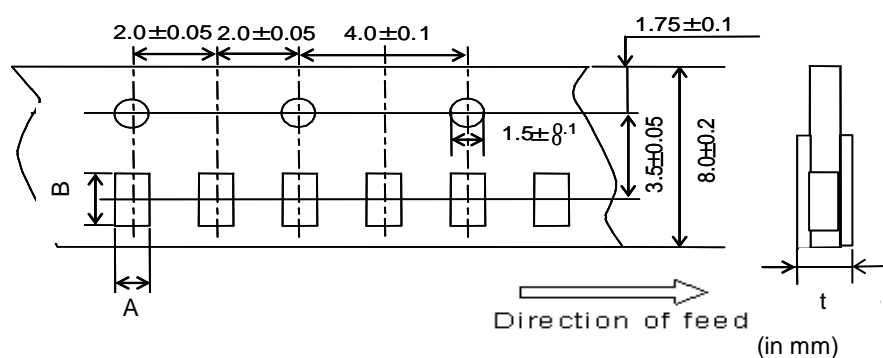 2.0±0.05 2.0±0.05 4.0±0.1 1.75±0.1
1.5±0.1 0
3.5±0.05
8.0±0.2
B
A
t
Direction of feed
(in mm)